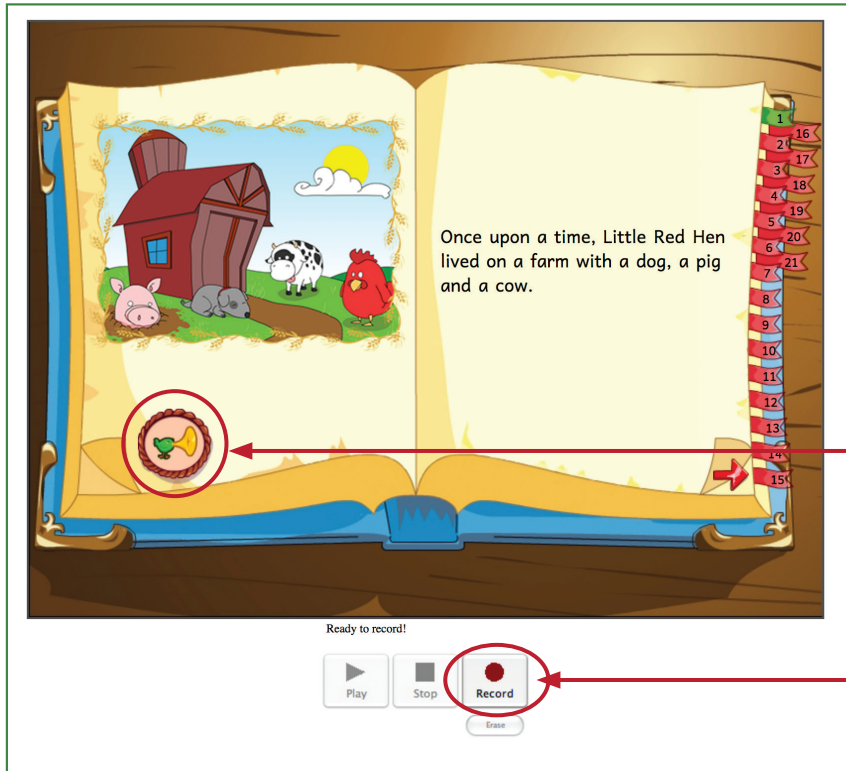 Once upon a time, Little Red Hen
lived on a farm with a dog, a pig
and a cow.
1
16
2
17
3
18
4
19
5
20
6
21
7
8
9
10
11
12
13
14
15
Ready to record!
Play
Stop
Record
Erase